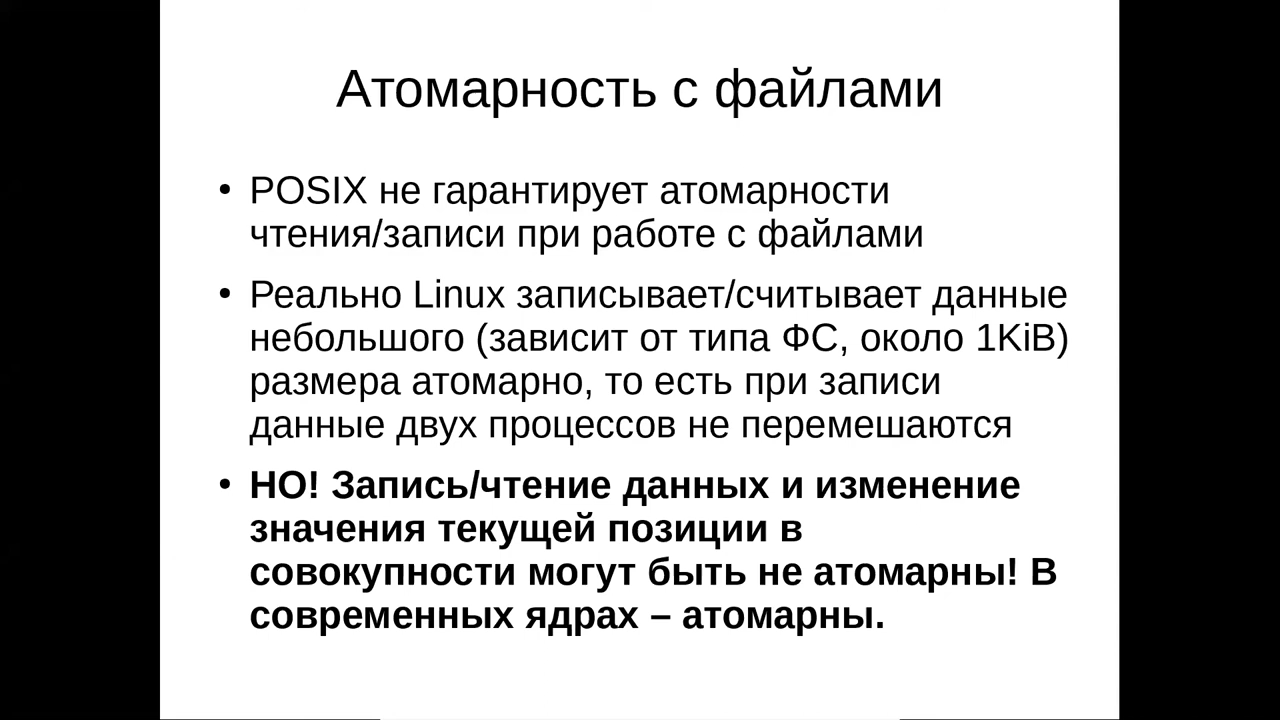 Атомарность с файлами
• POSIX не гарантирует атомарности
чтения/записи при работе с файлами
• Реально Linux записывает/считывает данные
небольшого (зависит от типа ФС, около 1KiB)
размера атомарно, то есть при записи
данные двух процессов не перемешаются
• НО! Запись/чтение данных и изменение
значения текущей позиции в
совокупности могут быть не атомарны! В
современных ядрах – атомарны.